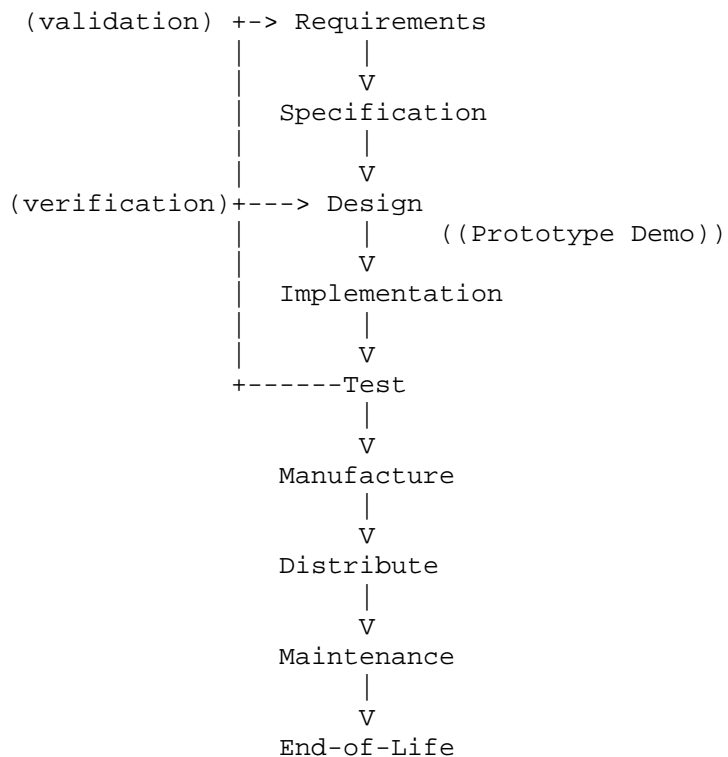 (validation) +-> Requirements
| |
| V
| Specification
| |
| V
(verification)+---> Design
| | ((Prototype Demo))
| V
| Implementation
| |
| V
+------Test
|
V
Manufacture
|
V
Distribute
|
V
Maintenance
|
V
End-of-Life